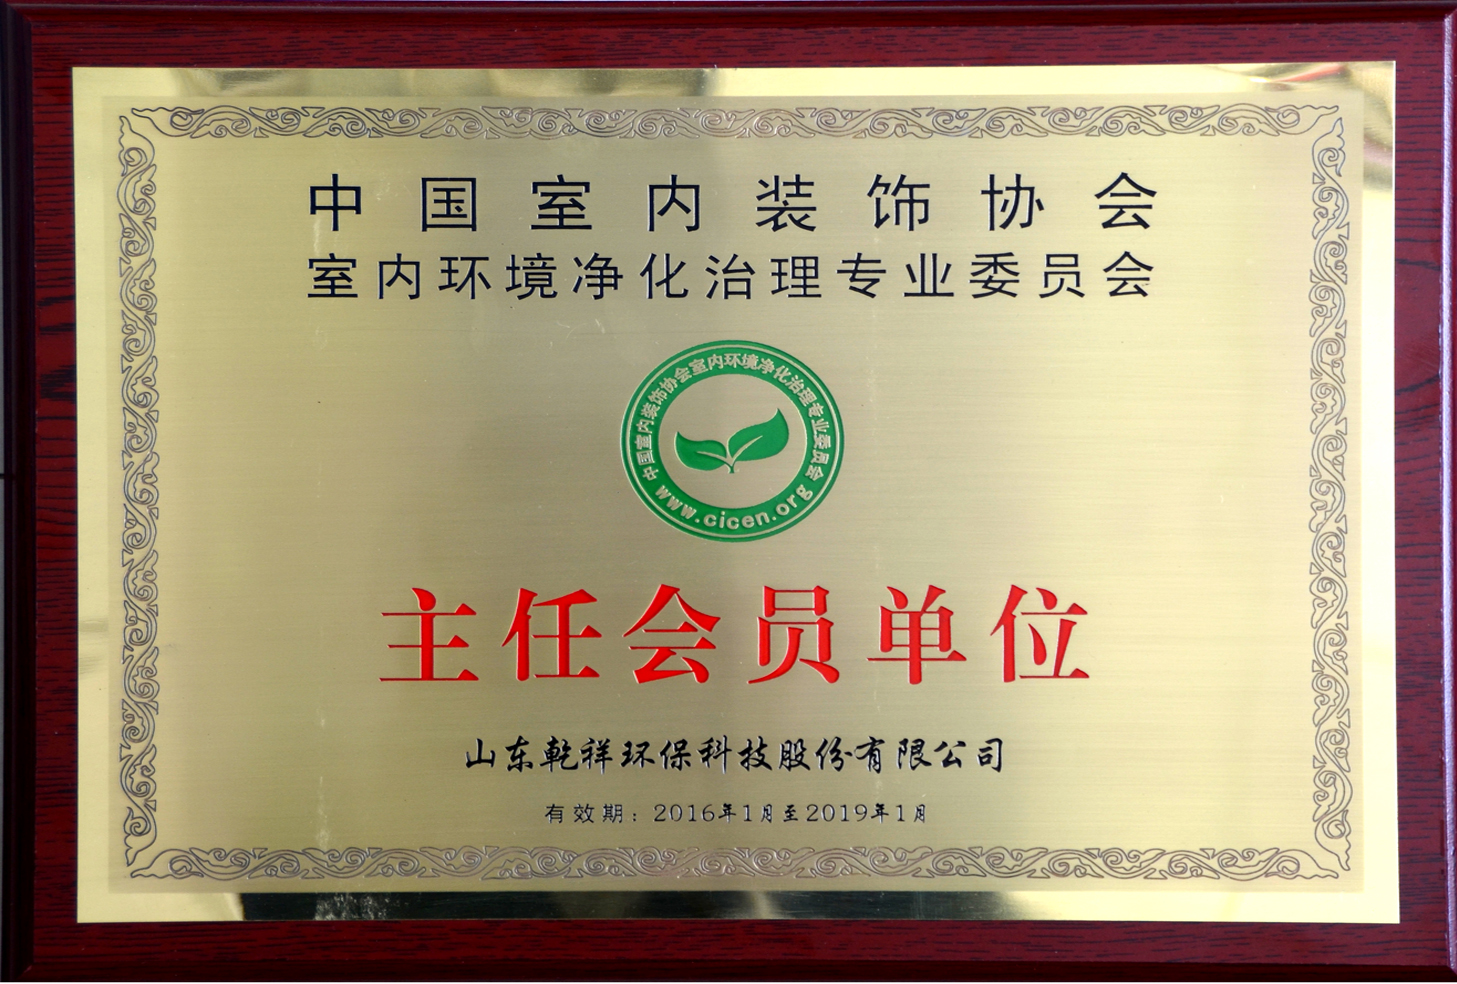 中国室内装饰协会
室内环境净化治理专业委员会
中国室内装饰协会室内环境净化治理专业委员会
www.cicen.org
主任会员单位
山东乾祥环保科技股份有限公司
有效期：2016年1月至2019年1月